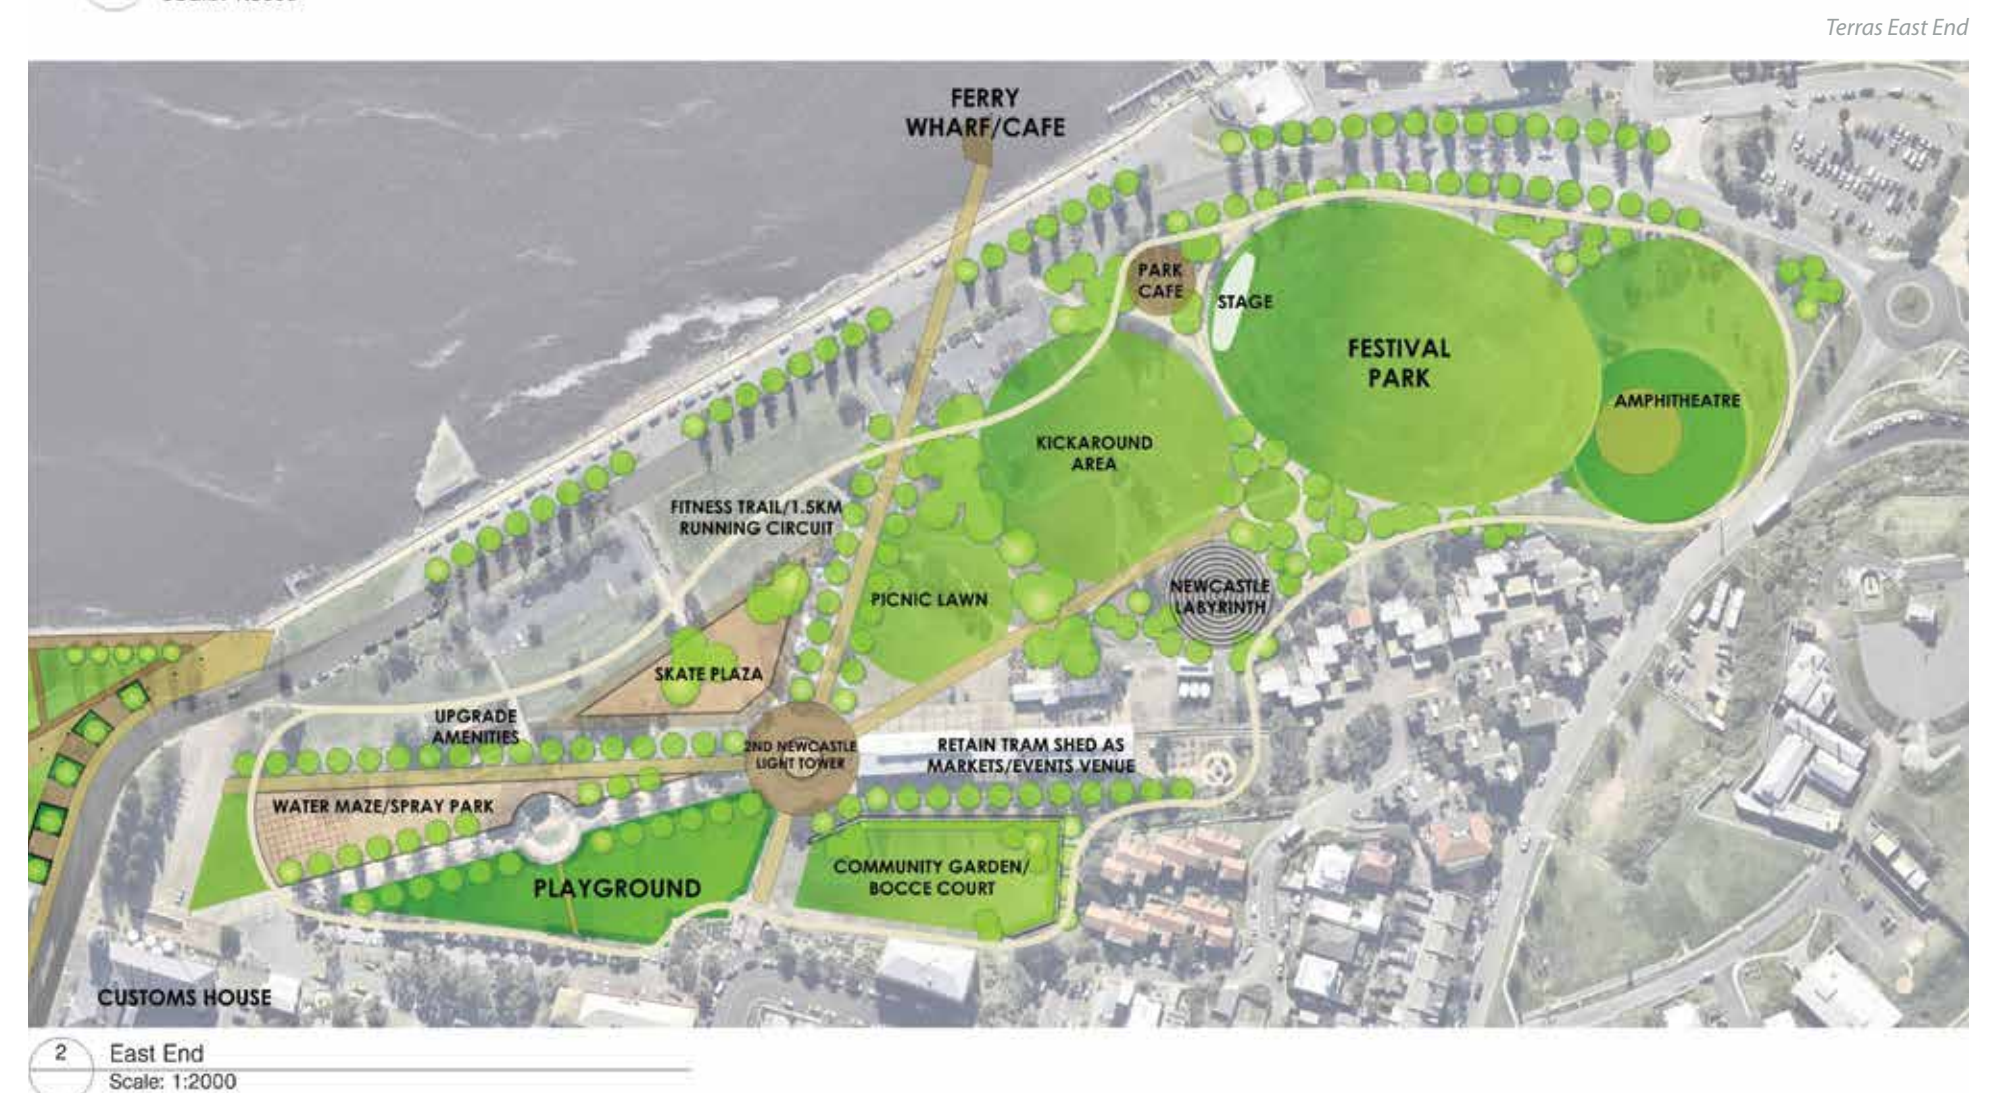 Terras East End
FERRY
WHARF/CAFE
PARK
CAFE
STAGE
FESTIVAL
PARK
AMPHITHEATRE
KICKAROUND
AREA
FITNESS TRAIL/1.5KM
RUNNING CIRCUIT
PICNIC LAWN
NEWCASTLE
LABYRINTH
SKATE PLAZA
UPGRADE
AMENITIES
2ND NEWCASTLE
LIGHT TOWER
RETAIN TRAM SHED AS
MARKETS/EVENTS VENUE
WATER MAZE/SPRAY PARK
PLAYGROUND
COMMUNITY GARDEN/
BOCCE COURT
CUSTOMS HOUSE
2
East End
Scale: 1:2000